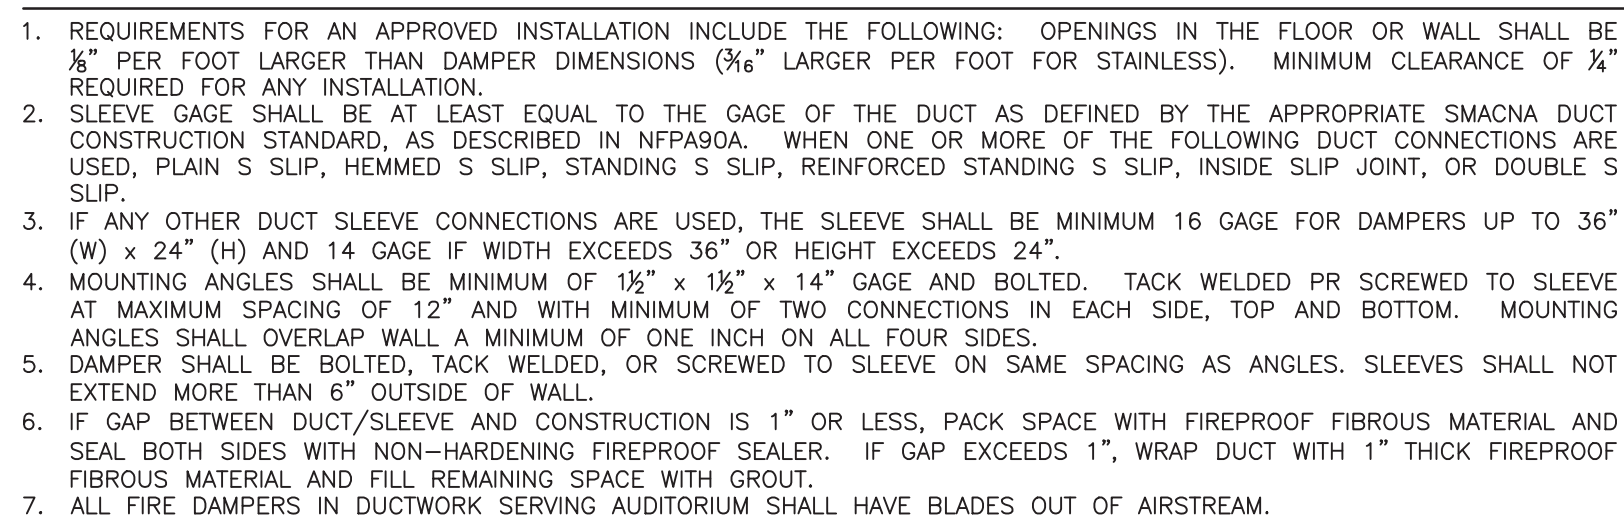 1. REQUIREMENTS FOR AN APPROVED INSTALLATION INCLUDE THE FOLLOWING: OPENINGS IN THE FLOOR OR WALL SHALL BE
⅛" PER FOOT LARGER THAN DAMPER DIMENSIONS (3⁄16" LARGER PER FOOT FOR STAINLESS). MINIMUM CLEARANCE OF ¼"
REQUIRED FOR ANY INSTALLATION.
2. SLEEVE GAGE SHALL BE AT LEAST EQUAL TO THE GAGE OF THE DUCT AS DEFINED BY THE APPROPRIATE SMACNA DUCT
CONSTRUCTION STANDARD, AS DESCRIBED IN NFPA90A. WHEN ONE OR MORE OF THE FOLLOWING DUCT CONNECTIONS ARE
USED, PLAIN S SLIP, HEMMED S SLIP, STANDING S SLIP, REINFORCED STANDING S SLIP, INSIDE SLIP JOINT, OR DOUBLE S
SLIP.
3. IF ANY OTHER DUCT SLEEVE CONNECTIONS ARE USED, THE SLEEVE SHALL BE MINIMUM 16 GAGE FOR DAMPERS UP TO 36"
(W) x 24" (H) AND 14 GAGE IF WIDTH EXCEEDS 36" OR HEIGHT EXCEEDS 24".
4. MOUNTING ANGLES SHALL BE MINIMUM OF 1½" x 1½" x 14" GAGE AND BOLTED. TACK WELDED PR SCREWED TO SLEEVE
AT MAXIMUM SPACING OF 12" AND WITH MINIMUM OF TWO CONNECTIONS IN EACH SIDE, TOP AND BOTTOM. MOUNTING
ANGLES SHALL OVERLAP WALL A MINIMUM OF ONE INCH ON ALL FOUR SIDES.
5. DAMPER SHALL BE BOLTED, TACK WELDED, OR SCREWED TO SLEEVE ON SAME SPACING AS ANGLES. SLEEVES SHALL NOT
EXTEND MORE THAN 6" OUTSIDE OF WALL.
6. IF GAP BETWEEN DUCT/SLEEVE AND CONSTRUCTION IS 1" OR LESS, PACK SPACE WITH FIREPROOF FIBROUS MATERIAL AND
SEAL BOTH SIDES WITH NON-HARDENING FIREPROOF SEALER. IF GAP EXCEEDS 1", WRAP DUCT WITH 1" THICK FIREPROOF
FIBROUS MATERIAL AND FILL REMAINING SPACE WITH GROUT.
7. ALL FIRE DAMPERS IN DUCTWORK SERVING AUDITORIUM SHALL HAVE BLADES OUT OF AIRSTREAM.